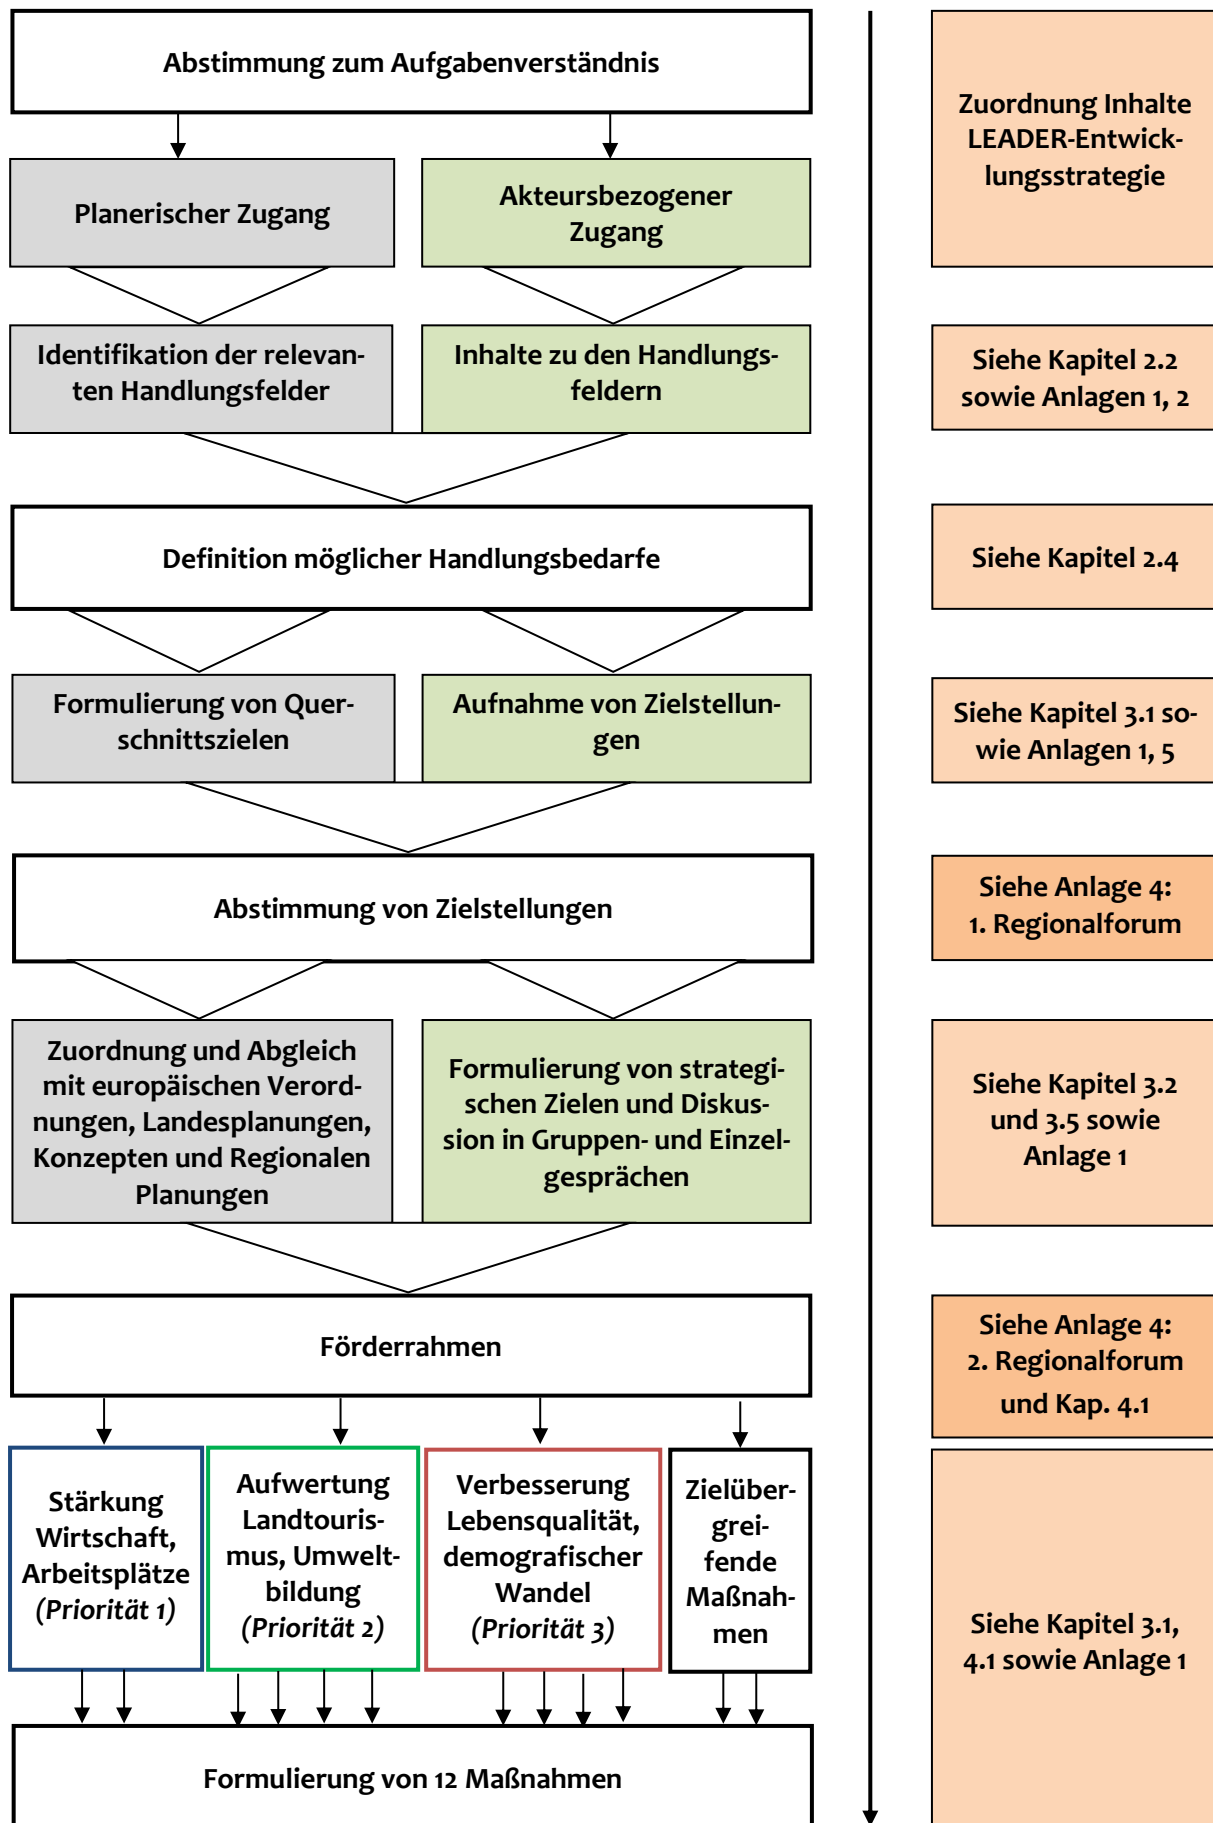 Abstimmung zum Aufgabenverständnis
Zuordnung Inhalte
LEADER-Entwick-
lungsstrategie
Planerischer Zugang
Akteursbezogener
Zugang
Identifikation der relevan-
ten Handlungsfelder
Inhalte zu den Handlungs-
feldern
Siehe Kapitel 2.2
sowie Anlagen 1, 2
Definition möglicher Handlungsbedarfe
Siehe Kapitel 2.4
Formulierung von Quer-
schnittszielen
Aufnahme von Zielstellun-
gen
Siehe Kapitel 3.1 so-
wie Anlagen 1, 5
Abstimmung von Zielstellungen
Siehe Anlage 4:
1. Regionalforum
Zuordnung und Abgleich
mit europäischen Verord-
nungen, Landesplanungen,
Konzepten und Regionalen
Planungen
Formulierung von strategi-
schen Zielen und Diskus-
sion in Gruppen- und Einzel-
gesprächen
Siehe Kapitel 3.2
und 3.5 sowie
Anlage 1
Förderrahmen
Siehe Anlage 4:
2. Regionalforum
und Kap. 4.1
Stärkung
Wirtschaft,
Arbeitsplätze
(Priorität 1)
Aufwertung
Landtouris-
mus, Umwelt-
bildung
(Priorität 2)
Verbesserung
Lebensqualität,
demografischer
Wandel
(Priorität 3)
Zielüber-
grei-
fende
Maßnah-
men
Siehe Kapitel 3.1,
4.1 sowie Anlage 1
Formulierung von 12 Maßnahmen